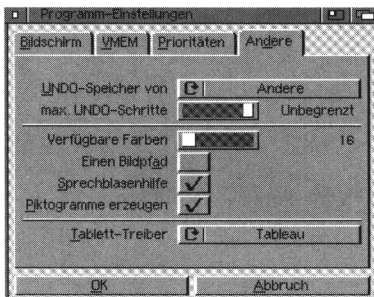 Programm-Einstellungen
Bildschirm VMEM Prioritäten Andere
UNDO-Speicher von Andere
max. UNDO-Schritte Unbegrenzt
Verfügbare Farben 16
Einen Bildpfad
Sprechblasenhilfe
Piktogramme erzeugen
Tablett-Treiber Tableau
OK Abbruch